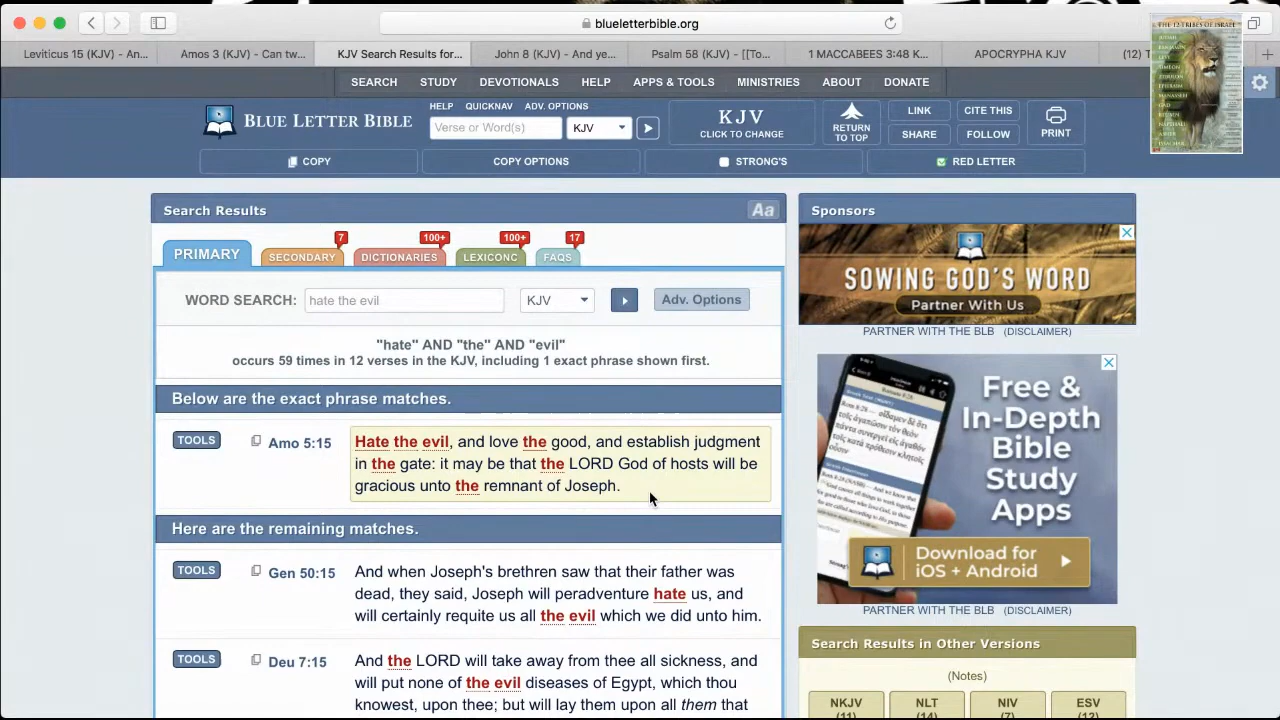 blueletterbible.org
Leviticus 15 (KJV) - An...
Amos 3 (KJV) - Can tw...
KJV Search Results for...
John (KJV) - And ye...
Psalm 58 (KJV) - [[To...
1 MACCABEES 3:48 K...
APOCRYPHA KJV
(12) T
THE 12 TRIBES OF ISRAEL
SEARCH STUDY DEVOTIONALS HELP APPS & TOOLS MINISTRIES ABOUT DONATE
BLUE LETTER BIBLE
HELP QUICKNAV ADV. OPTIONS
Verse or Word(s) KJV
KJV
CLICK TO CHANGE
RETURN
TO TOP
LINK
CITE THIS
SHARE
FOLLOW
PRINT
COPY
COPY OPTIONS
STRONG'S
RED LETTER
Search Results
Aa
PRIMARY
SECONDARY 7
DICTIONARIES 100+
LEXICONC 100+
FAQS 17
WORD SEARCH: hate the evil KJV Adv. Options
"hate" AND "the" AND "evil"
occurs 59 times in 12 verses in the KJV, including 1 exact phrase shown first.
Below are the exact phrase matches.
TOOLS Amo 5:15 Hate the evil, and love the good, and establish judgment
in the gate: it may be that the LORD God of hosts will be
gracious unto the remnant of Joseph.
Here are the remaining matches.
TOOLS Gen 50:15 And when Joseph's brethren saw that their father was
dead, they said, Joseph will peradventure hate us, and
will certainly requite us all the evil which we did unto him.
TOOLS Deu 7:15 And the LORD will take away from thee all sickness, and
will put none of the evil diseases of Egypt, which thou
knowest, upon thee; but will lay them upon all them that
Sponsors
SOWING GOD'S WORD
Partner With Us
PARTNER WITH THE BLB (DISCLAIMER)
Free &
In-Depth
Bible
Study
Apps
Download for
iOS + Android
PARTNER WITH THE BLB (DISCLAIMER)
Search Results in Other Versions
(Notes)
NKJV NLT NIV ESV
(11) (14) (7) (12)